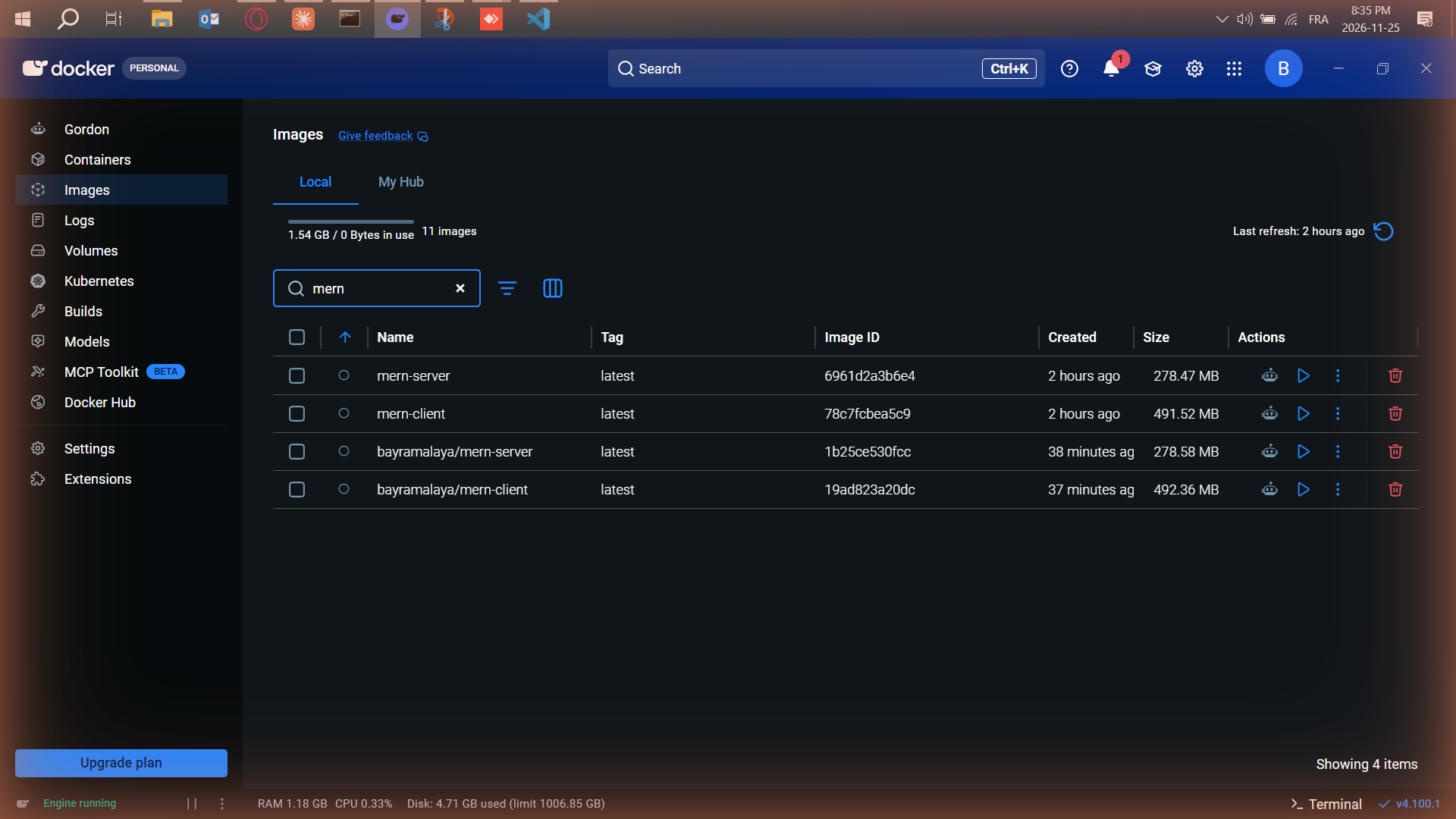 FRA
8:35 PM
2026-11-25
docker PERSONAL
Search Ctrl+K
1
B
Gordon
Containers
Images
Logs
Volumes
Kubernetes
Builds
Models
MCP Toolkit BETA
Docker Hub
Settings
Extensions
Upgrade plan
Images Give feedback
Local My Hub
1.54 GB / 0 Bytes in use 11 images
Last refresh: 2 hours ago
mern
Name Tag Image ID Created Size Actions
mern-server latest 6961d2a3b6e4 2 hours ago 278.47 MB
mern-client latest 78c7fcbea5c9 2 hours ago 491.52 MB
bayramalaya/mern-server latest 1b25ce530fcc 38 minutes ag 278.58 MB
bayramalaya/mern-client latest 19ad823a20dc 37 minutes ag 492.36 MB
Showing 4 items
Engine running
RAM 1.18 GB CPU 0.33% Disk: 4.71 GB used (limit 1006.85 GB)
Terminal
v4.100.1